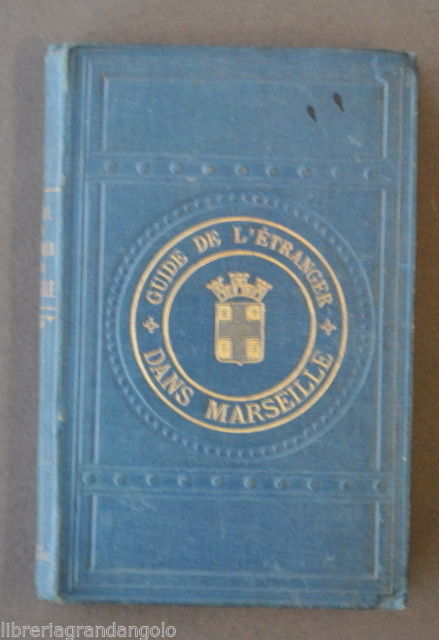 GUIDE DE L'ÉTRANGER
DANS MARSEILLE
libreriagrandangolo